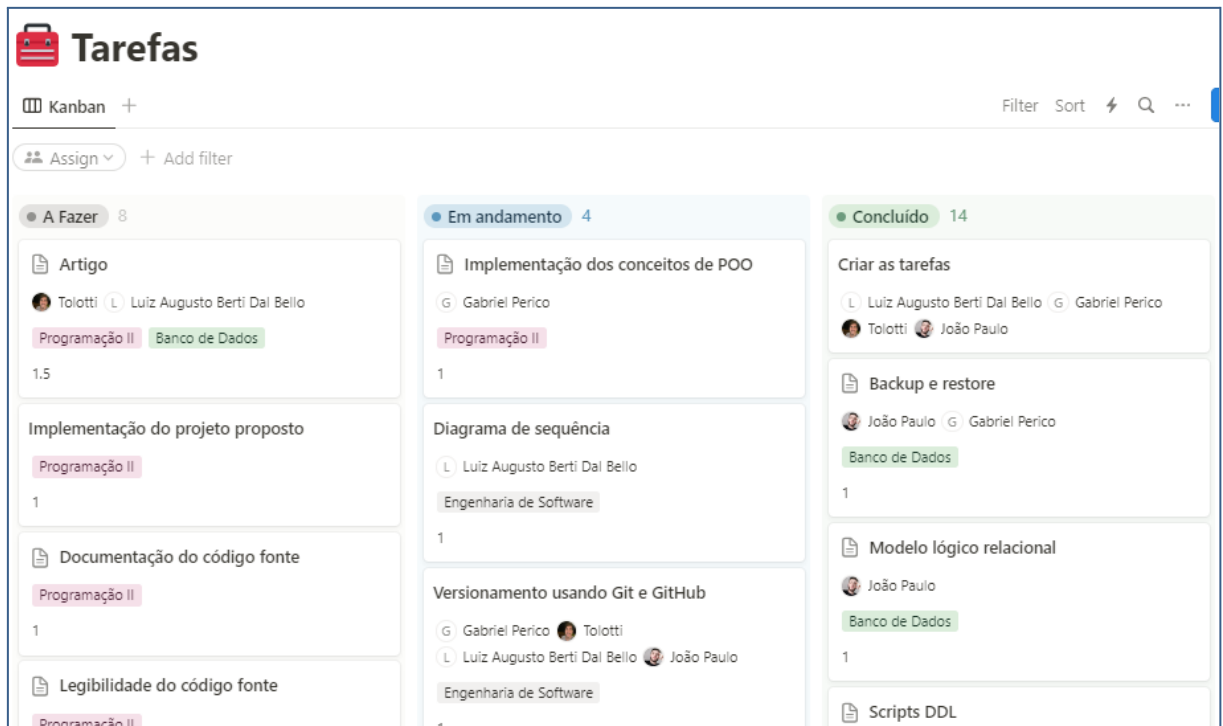 Tarefas
Kanban
Filter Sort
Assign
Add filter
A Fazer 8
Artigo
Tolotti L Luiz Augusto Berti Dal Bello
Programação II Banco de Dados
1.5
Implementação do projeto proposto
Programação II
1
Documentação do código fonte
Programação II
1
Legibilidade do código fonte
Programação II
Em andamento 4
Implementação dos conceitos de POO
G Gabriel Perico
Programação II
1
Diagrama de sequência
L Luiz Augusto Berti Dal Bello
Engenharia de Software
1
Versionamento usando Git e GitHub
G Gabriel Perico Tolotti
L Luiz Augusto Berti Dal Bello João Paulo
Engenharia de Software
Concluído 14
Criar as tarefas
L Luiz Augusto Berti Dal Bello G Gabriel Perico
Tolotti João Paulo
Backup e restore
João Paulo G Gabriel Perico
Banco de Dados
1
Modelo lógico relacional
João Paulo
Banco de Dados
1
Scripts DDL